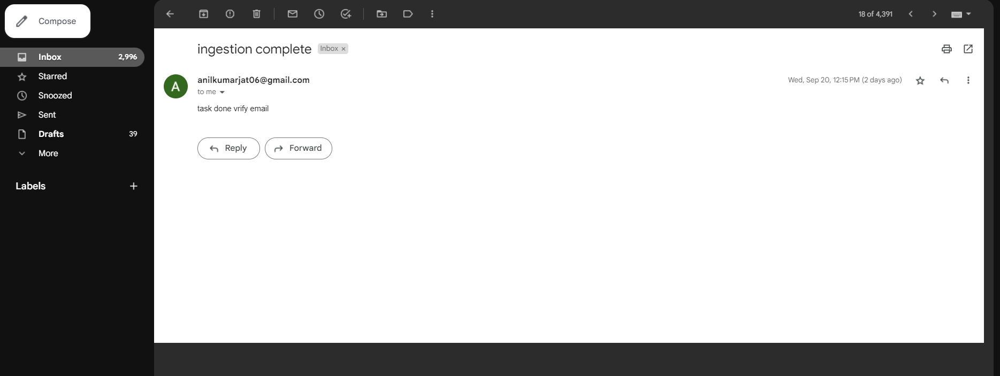 Compose
Inbox 2,996
Starred
Snoozed
Sent
Drafts 39
More
Labels
18 of 4,391
ingestion complete Inbox
A
anilkumarjat06@gmail.com Wed, Sep 20, 12:15 PM (2 days ago)
to me
task done vrify email
Reply Forward